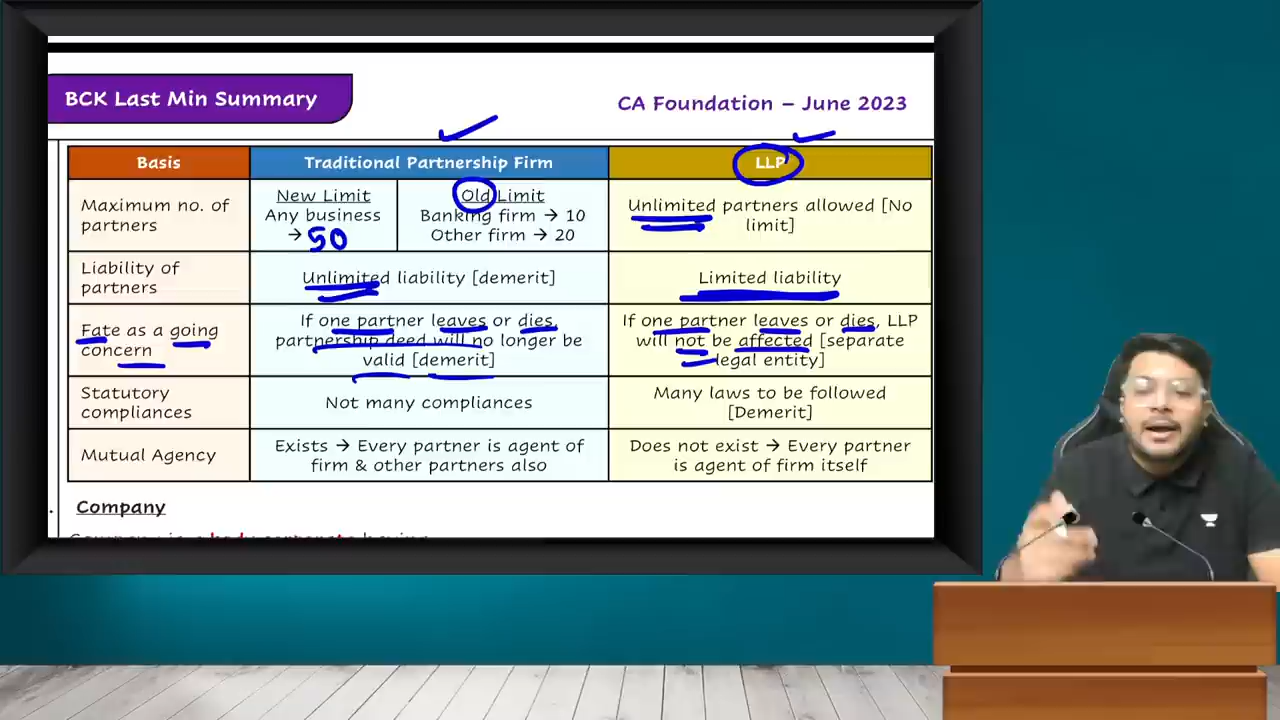 BCK Last Min Summary
CA Foundation – June 2023
Basis
Traditional Partnership Firm
LLP
Maximum no. of
partners
New Limit
Any business
→ 50
Old Limit
Banking firm → 10
Other firm → 20
Unlimited partners allowed [No
limit]
Liability of
partners
Unlimited liability [demerit]
Limited liability
Fate as a going
concern
If one partner leaves or dies,
partnership deed will no longer be
valid [demerit]
If one partner leaves or dies, LLP
will not be affected [separate
legal entity]
Statutory
compliances
Not many compliances
Many laws to be followed
[Demerit]
Mutual Agency
Exists → Every partner is agent of
firm & other partners also
Does not exist → Every partner
is agent of firm itself
Company